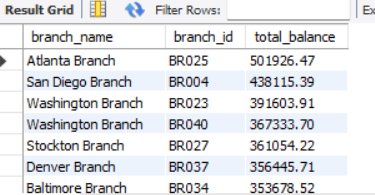 Result Grid Filter Rows: Ex
branch_name branch_id total_balance
Atlanta Branch BR025 501926.47
San Diego Branch BR004 438115.39
Washington Branch BR023 391603.91
Washington Branch BR040 367333.70
Stockton Branch BR027 361054.22
Denver Branch BR037 356445.71
Baltimore Branch BR034 353678.52